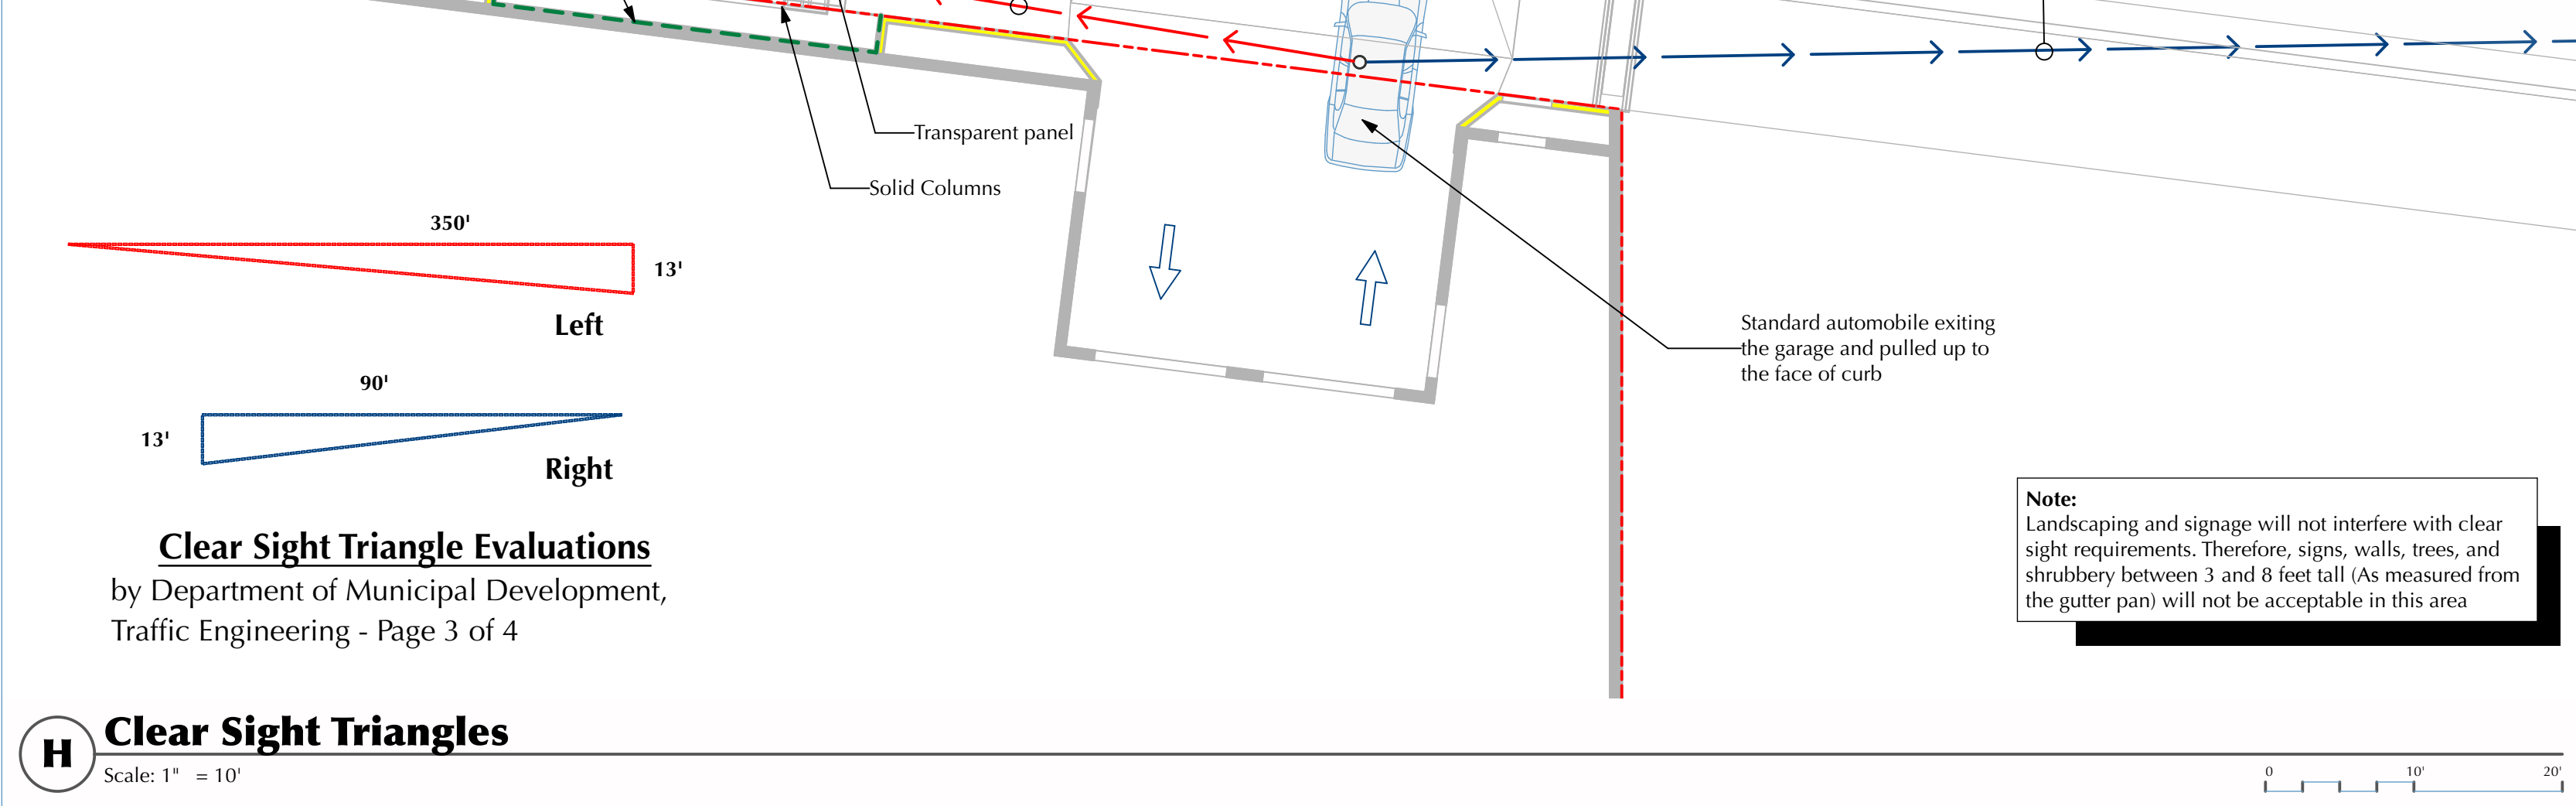 Transparent panel
Solid Columns
350'
13'
Left
90'
13'
Right
Standard automobile exiting
the garage and pulled up to
the face of curb
Clear Sight Triangle Evaluations
by Department of Municipal Development,
Traffic Engineering - Page 3 of 4
Note:
Landscaping and signage will not interfere with clear
sight requirements. Therefore, signs, walls, trees, and
shrubbery between 3 and 8 feet tall (As measured from
the gutter pan) will not be acceptable in this area
H
Clear Sight Triangles
Scale: 1" = 10'
0 10' 20'